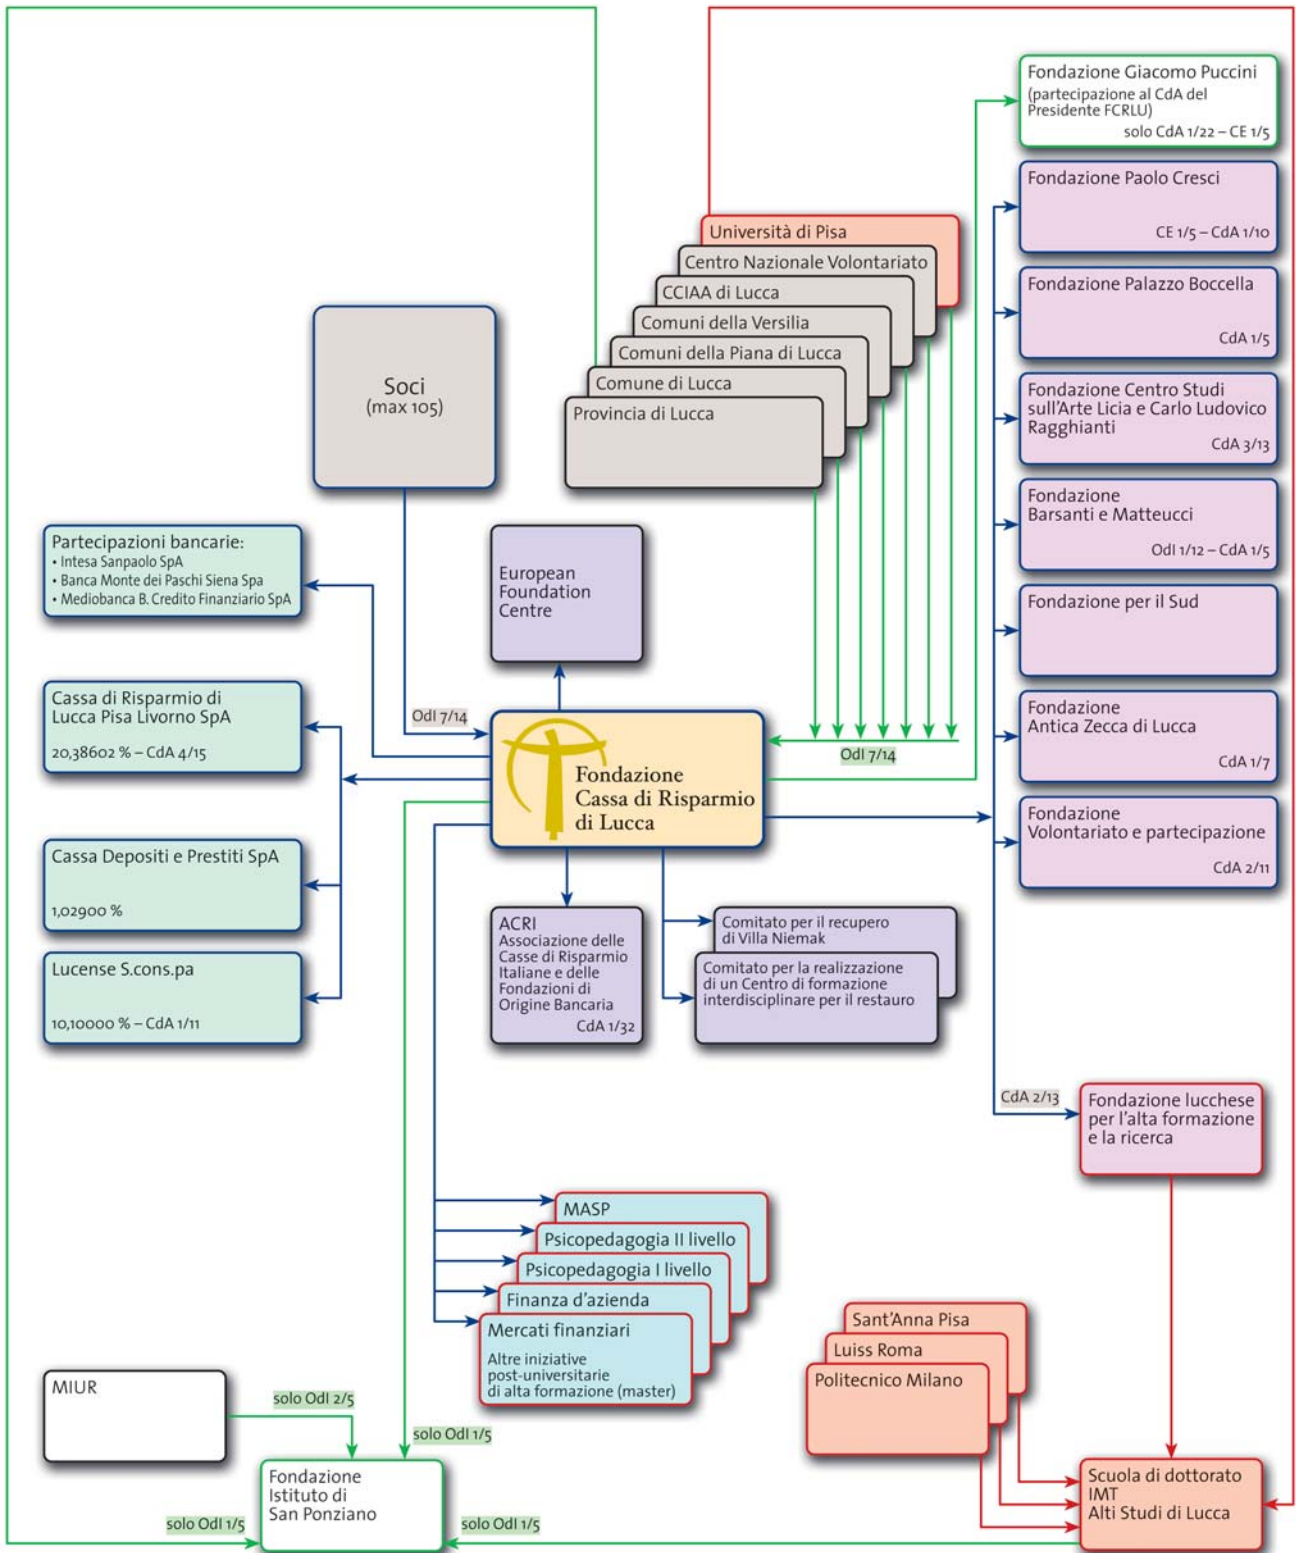 Fondazione Giacomo Puccini
(partecipazione al CdA del
Presidente FCRLU)
solo CdA 1/22 – CE 1/5
Fondazione Paolo Cresci
CE 1/5 – CdA 1/10
Fondazione Palazzo Boccella
CdA 1/5
Fondazione Centro Studi
sull'Arte Licia e Carlo Ludovico
Ragghianti
CdA 3/13
Fondazione
Barsanti e Matteucci
OdI 1/12 – CdA 1/5
Fondazione per il Sud
Fondazione
Antica Zecca di Lucca
CdA 1/7
Fondazione
Volontariato e partecipazione
CdA 2/11
Università di Pisa
Centro Nazionale Volontariato
CCIAA di Lucca
Comuni della Versilia
Comuni della Piana di Lucca
Comune di Lucca
Provincia di Lucca
Soci
(max 105)
Partecipazioni bancarie:
• Intesa Sanpaolo SpA
• Banca Monte dei Paschi Siena Spa
• Mediobanca B. Credito Finanziario SpA
European
Foundation
Centre
Cassa di Risparmio di
Lucca Pisa Livorno SpA
20,38602 % – CdA 4/15
OdI 7/14
OdI 7/14
Fondazione
Cassa di Risparmio
di Lucca
Cassa Depositi e Prestiti SpA
1,02900 %
Lucense S.cons.pa
10,10000 % – CdA 1/11
ACRI
Associazione delle
Casse di Risparmio
Italiane e delle
Fondazioni di
Origine Bancaria
CdA 1/32
Comitato per il recupero
di Villa Niemak
Comitato per la realizzazione
di un Centro di formazione
interdisciplinare per il restauro
CdA 2/13
Fondazione lucchese
per l'alta formazione
e la ricerca
MASP
Psicopedagogia II livello
Psicopedagogia I livello
Finanza d'azienda
Mercati finanziari
Altre iniziative
post-universitarie
di alta formazione (master)
Sant'Anna Pisa
Luiss Roma
Politecnico Milano
MIUR
solo OdI 2/5
solo OdI 1/5
Fondazione
Istituto di
San Ponziano
solo OdI 1/5
solo OdI 1/5
Scuola di dottorato
IMT
Alti Studi di Lucca